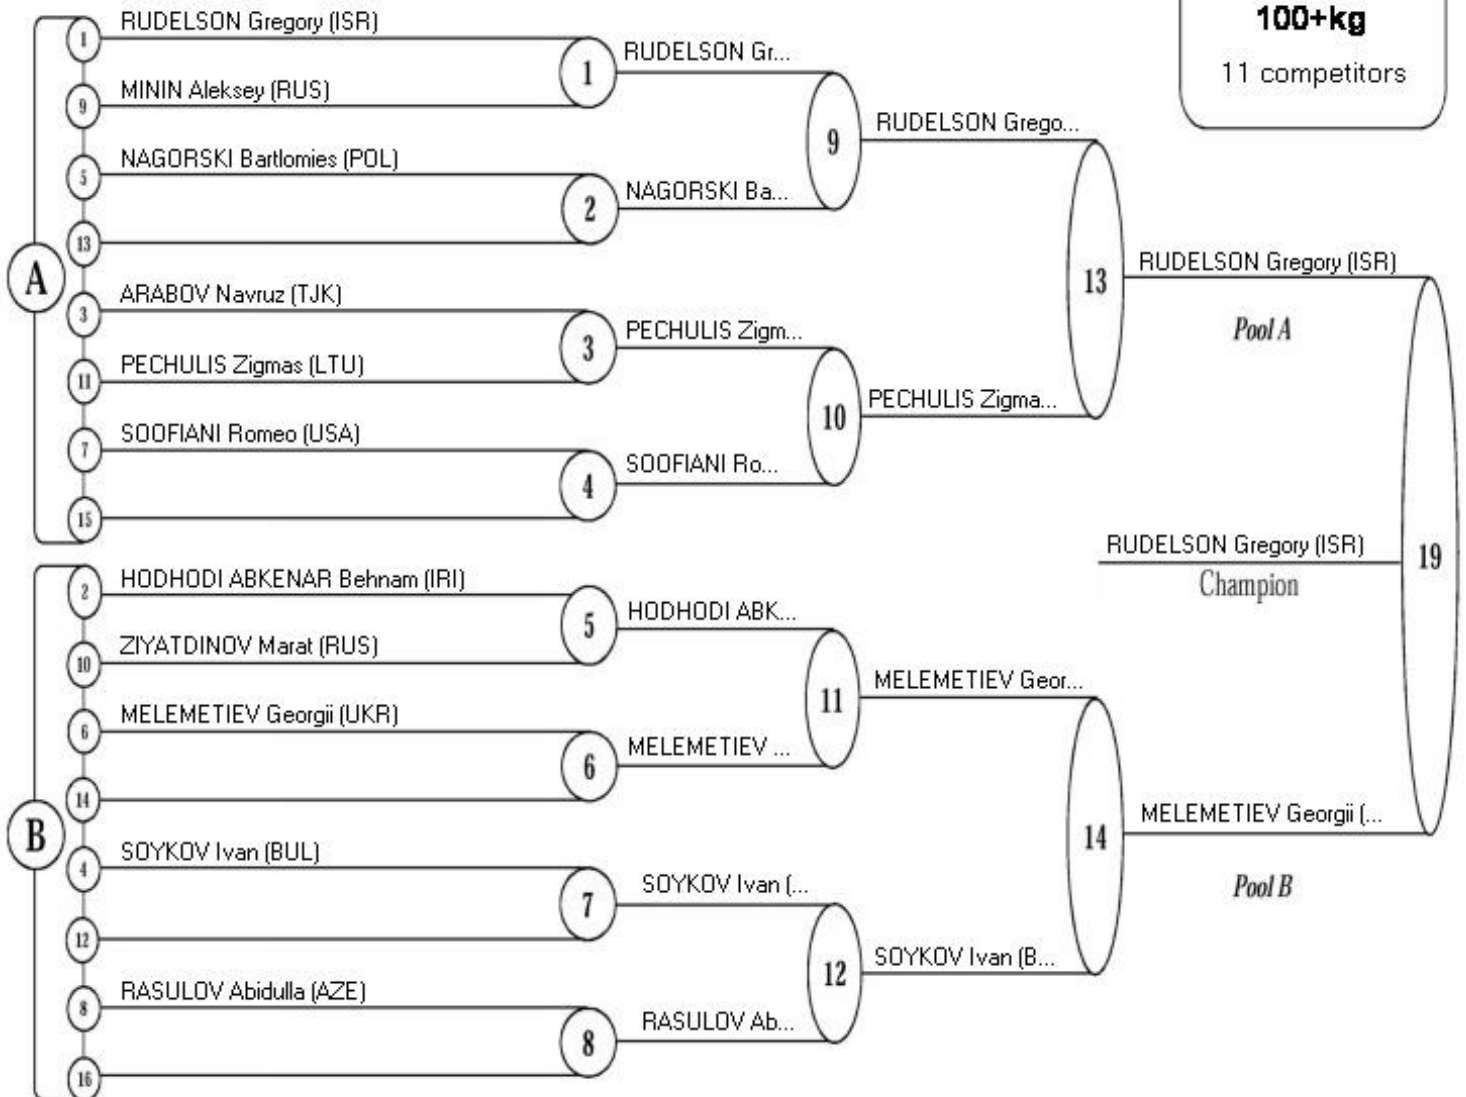 100+kg
11 competitors
A
1
RUDELSON Gregory (ISR)
9
MININ Aleksey (RUS)
5
NAGORSKI Bartlomies (POL)
13
3
ARABOV Navruz (TJK)
11
PECHULIS Zigmas (LTU)
7
SOOFIANI Romeo (USA)
15
1
RUDELSON Gr...
2
NAGORSKI Ba...
3
PECHULIS Zigm...
4
SOOFIANI Ro...
9
RUDELSON Grego...
10
PECHULIS Zigma...
13
RUDELSON Gregory (ISR)
Pool A
B
2
HODHODI ABKENAR Behnam (IRI)
10
ZIYATDINOV Marat (RUS)
6
MELEMETIEV Georgii (UKR)
14
4
SOYKOV Ivan (BUL)
12
8
RASULOV Abidulla (AZE)
16
5
HODHODI ABK...
6
MELEMETIEV ...
7
SOYKOV Ivan (...
8
RASULOV Ab...
11
MELEMETIEV Geor...
12
SOYKOV Ivan (B...
14
MELEMETIEV Georgii (...
Pool B
19
RUDELSON Gregory (ISR)
Champion